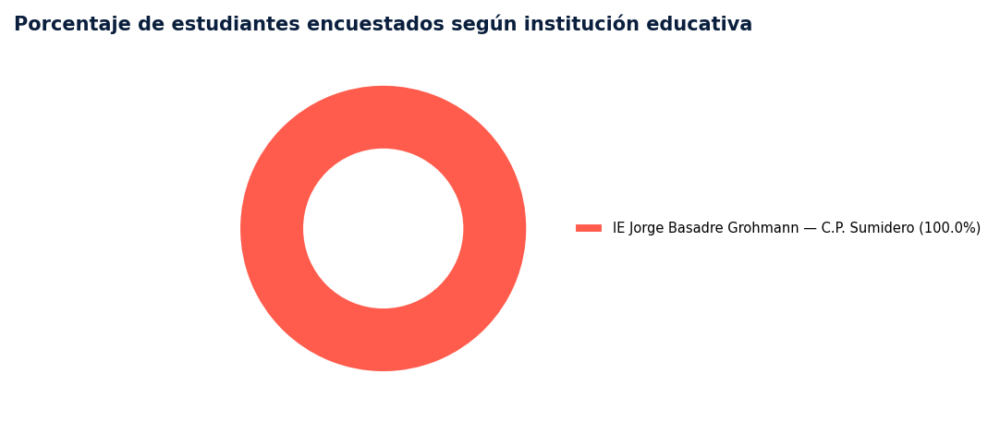 Porcentaje de estudiantes encuestados según institución educativa
IE Jorge Basadre Grohmann — C.P. Sumidero (100.0%)